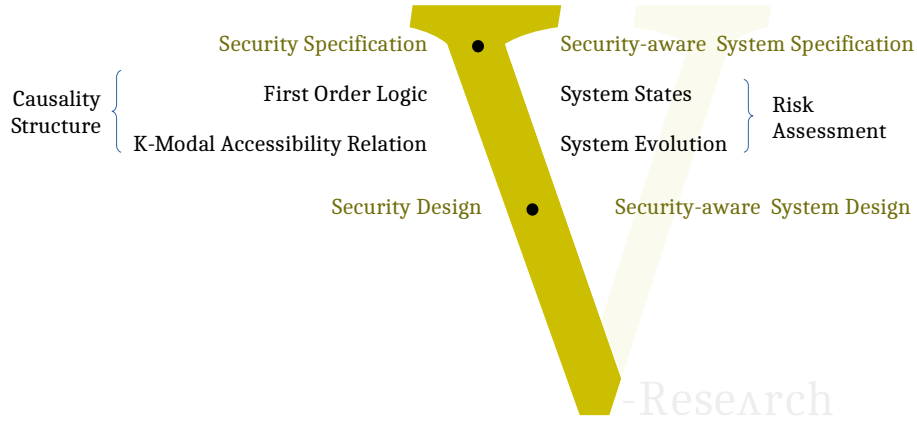 Security Specification
Security-aware System Specification
Causality
Structure
First Order Logic
K-Modal Accessibility Relation
System States
System Evolution
Risk
Assessment
Security Design
Security-aware System Design
V
-Reseʌrch